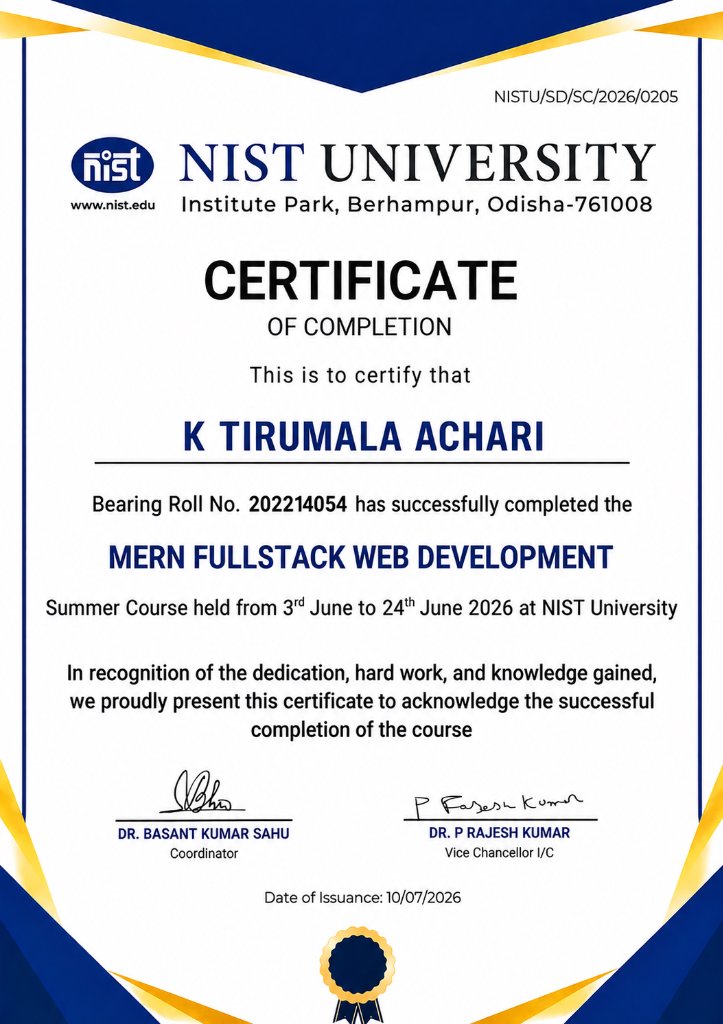 NISTU/SD/SC/2026/0205
nist
NIST UNIVERSITY
www.nist.edu
Institute Park, Berhampur, Odisha-761008
CERTIFICATE
OF COMPLETION
This is to certify that
K TIRUMALA ACHARI
Bearing Roll No. 202214054 has successfully completed the
MERN FULLSTACK WEB DEVELOPMENT
Summer Course held from 3rd June to 24th June 2026 at NIST University
In recognition of the dedication, hard work, and knowledge gained,
we proudly present this certificate to acknowledge the successful
completion of the course
P Rajesh Kumar
DR. BASANT KUMAR SAHU
Coordinator
DR. P RAJESH KUMAR
Vice Chancellor I/C
Date of Issuance: 10/07/2026